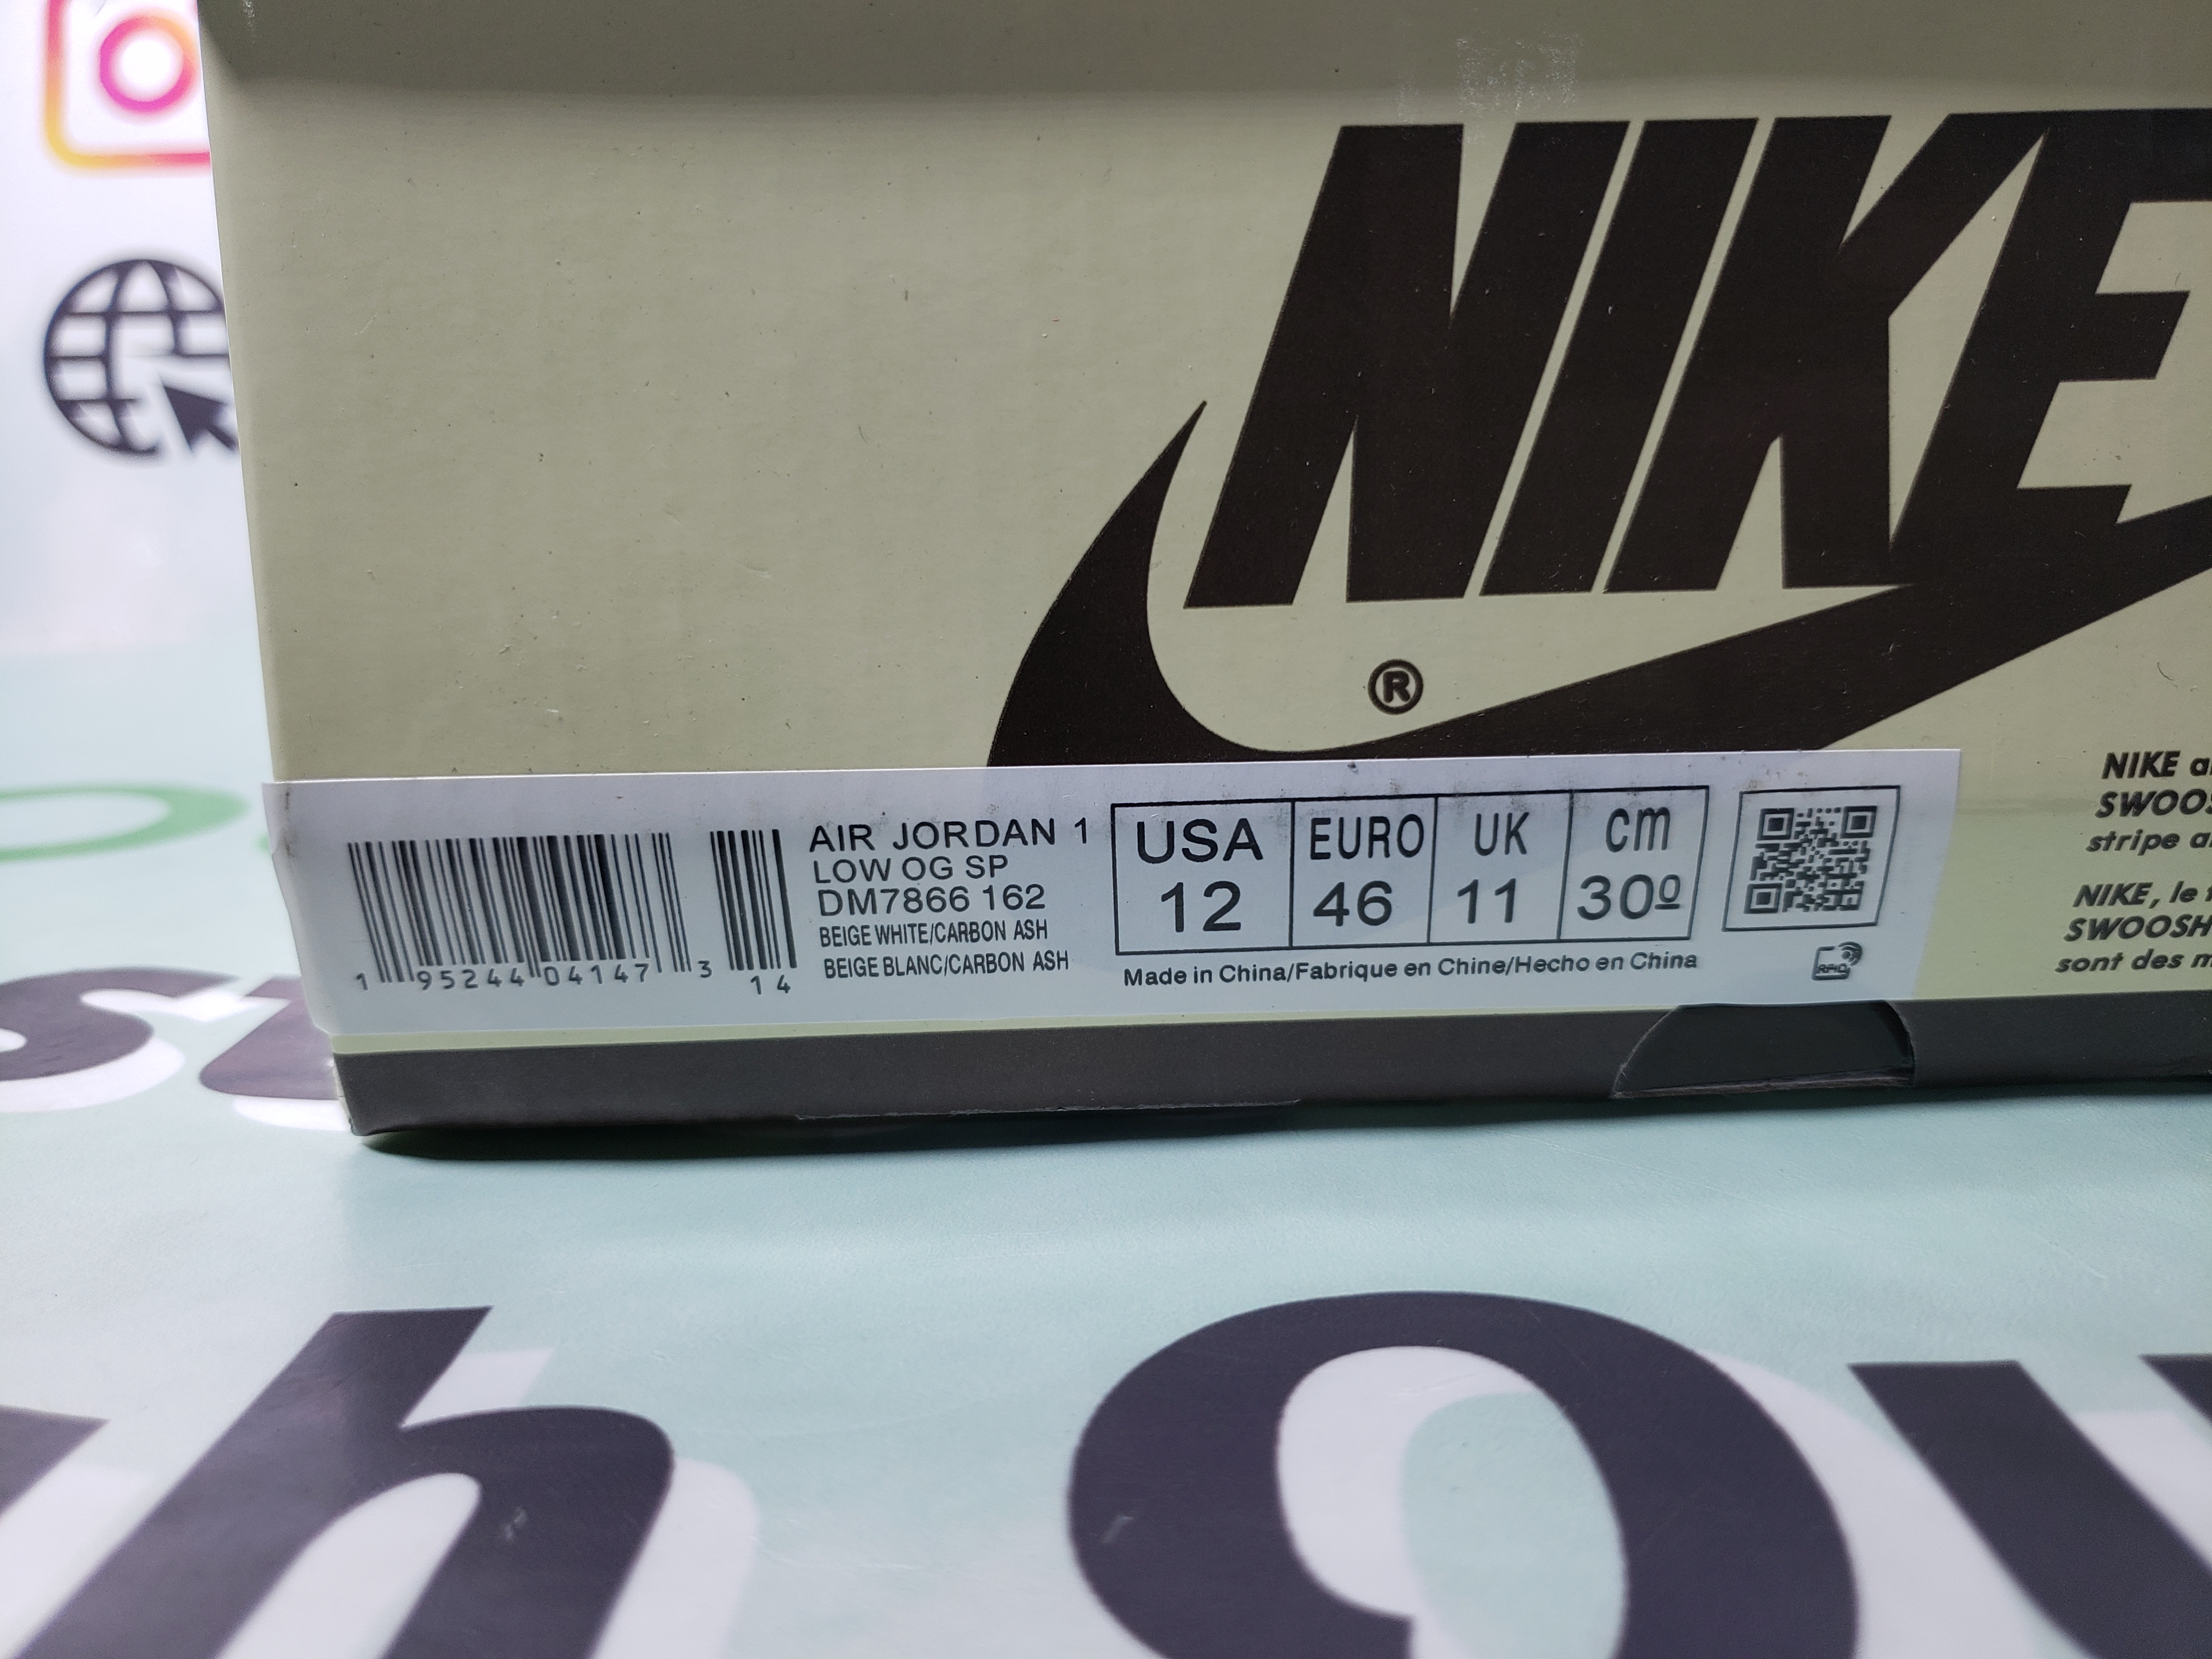 NIKE
®
AIR JORDAN 1
LOW OG SP
DM7866 162
BEIGE WHITE/CARBON ASH
BEIGE BLANC/CARBON ASH
1 95244 04147 3
14
USA EURO UK cm
12 46 11 30º
Made in China/Fabrique en Chine/Hecho en China
RFID
NIKE
stripe
NIKE, le
SWOOSH
sont des